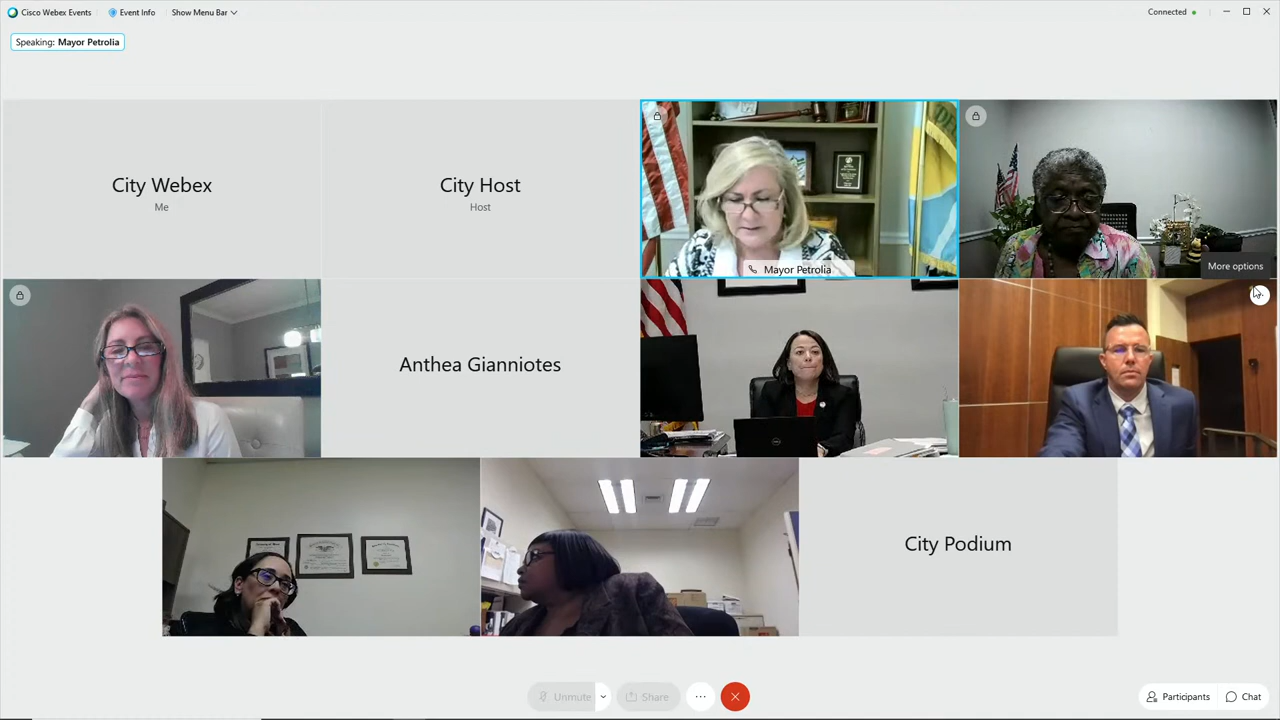 Cisco Webex Events
Event Info
Show Menu Bar
Connected
Speaking: Mayor Petrolia
City Webex
Me
City Host
Host
Mayor Petrolia
More options
Anthea Gianniotes
City Podium
Unmute
Share
Participants
Chat